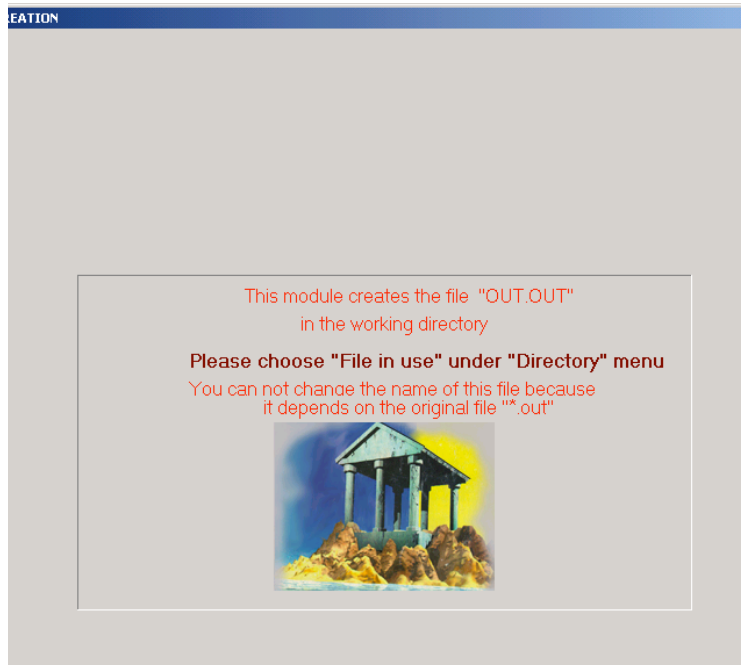 REATION
This module creates the file "OUT.OUT"
in the working directory
Please choose "File in use" under "Directory" menu
You can not change the name of this file because
it depends on the original file "*.out"